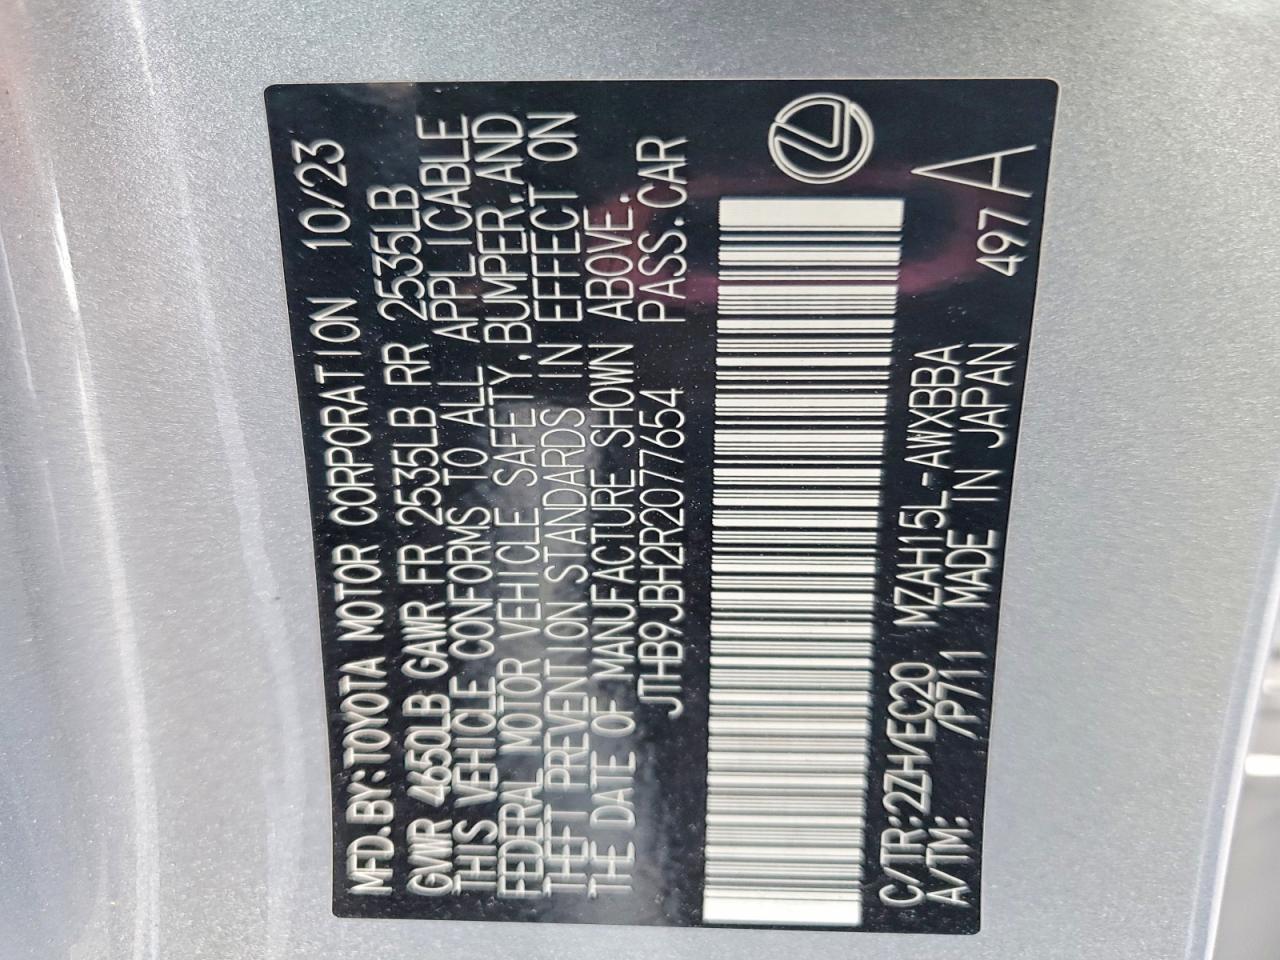 MFD.BY:TOYOTA MOTOR CORPORATION 10/23
GVWR 4650LB GAWR FR 2535LB RR 2535LB
THIS VEHICLE CONFORMS TO ALL APPLICABLE
FEDERAL MOTOR VEHICLE SAFETY,BUMPER,AND
THEFT PREVENTION STANDARDS IN EFFECT ON
THE DATE OF MANUFACTURE SHOWN ABOVE.
JTHB9JBH2R2077654 PASS.CAR
C/TR:2ZH/EC20 MZAH15L-AWXBBA
A/TM: /P711 MADE IN JAPAN 497A